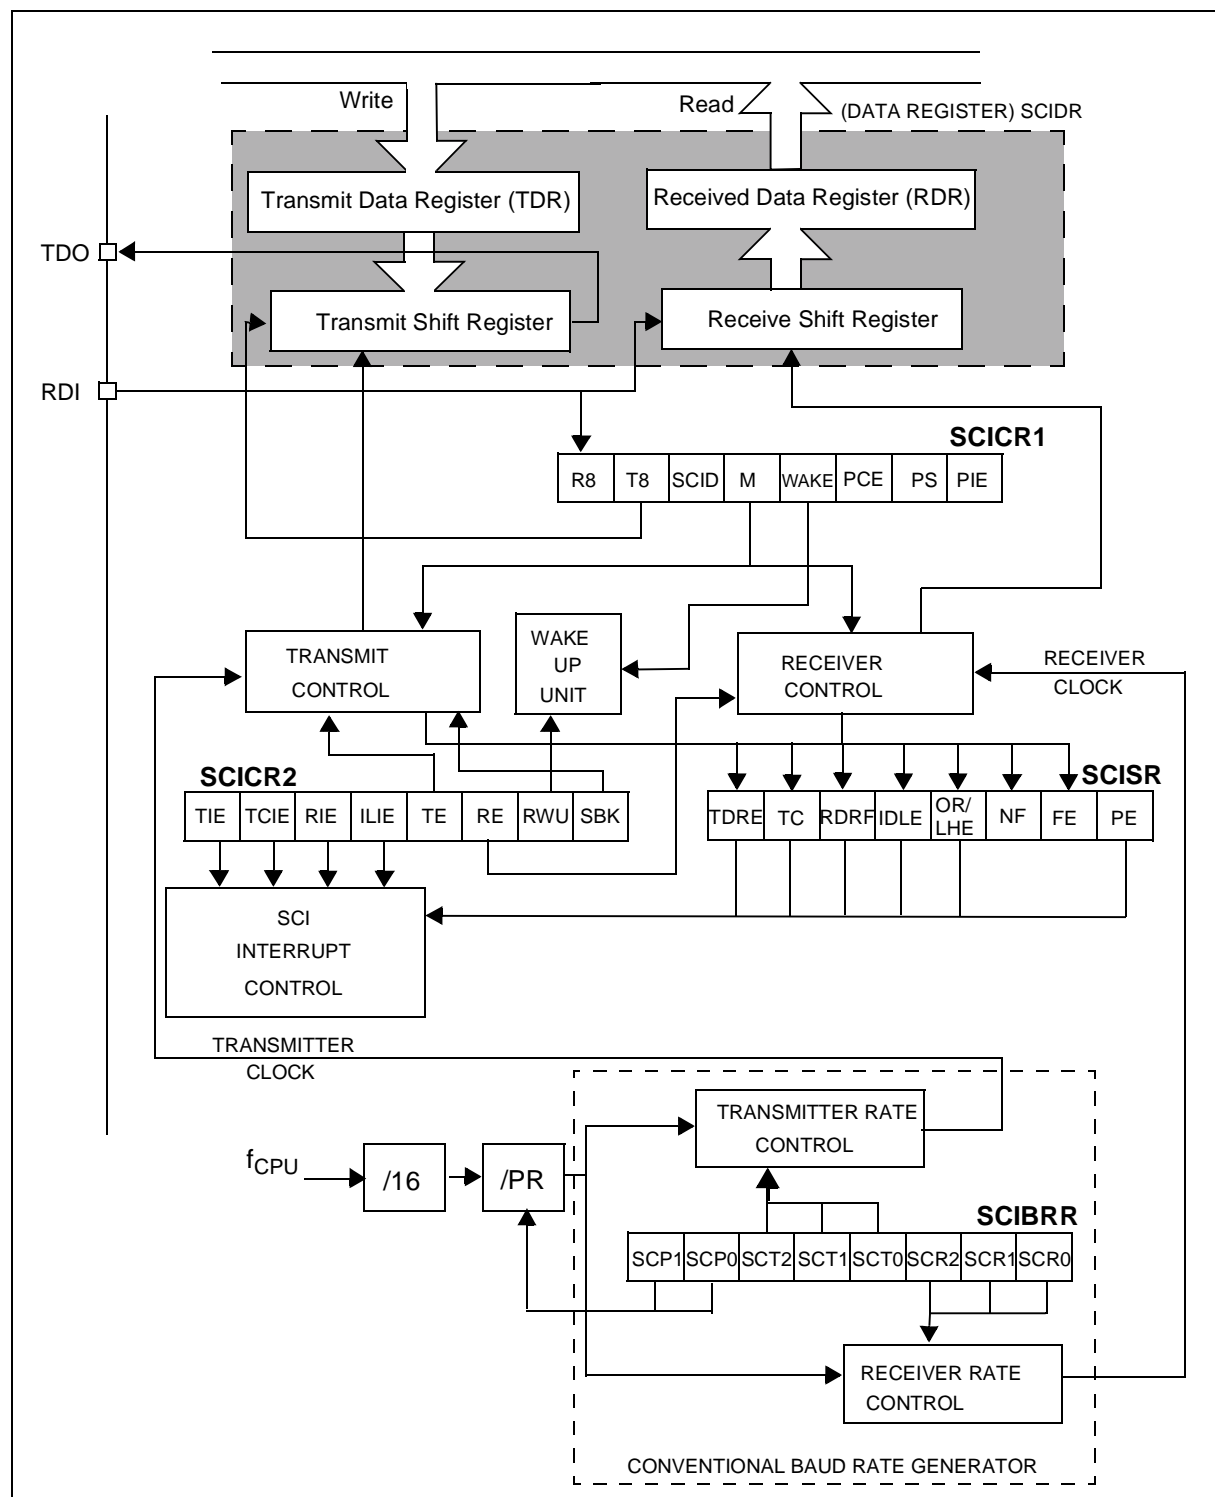 Write
Read
(DATA REGISTER) SCIDR
Transmit Data Register (TDR)
Received Data Register (RDR)
TDO
Transmit Shift Register
Receive Shift Register
RDI
SCICR1
R8 T8 SCID M WAKE PCE PS PIE
TRANSMIT
CONTROL
WAKE
UP
UNIT
RECEIVER
CONTROL
RECEIVER
CLOCK
SCICR2
SCISR
TIE TCIE RIE ILIE TE RE RWU SBK
TDRE TC RDRF IDLE OR/
LHE NF FE PE
SCI
INTERRUPT
CONTROL
TRANSMITTER
CLOCK
TRANSMITTER RATE
CONTROL
fCPU
/16
/PR
SCIBRR
SCP1 SCP0 SCT2 SCT1 SCT0 SCR2 SCR1 SCR0
RECEIVER RATE
CONTROL
CONVENTIONAL BAUD RATE GENERATOR